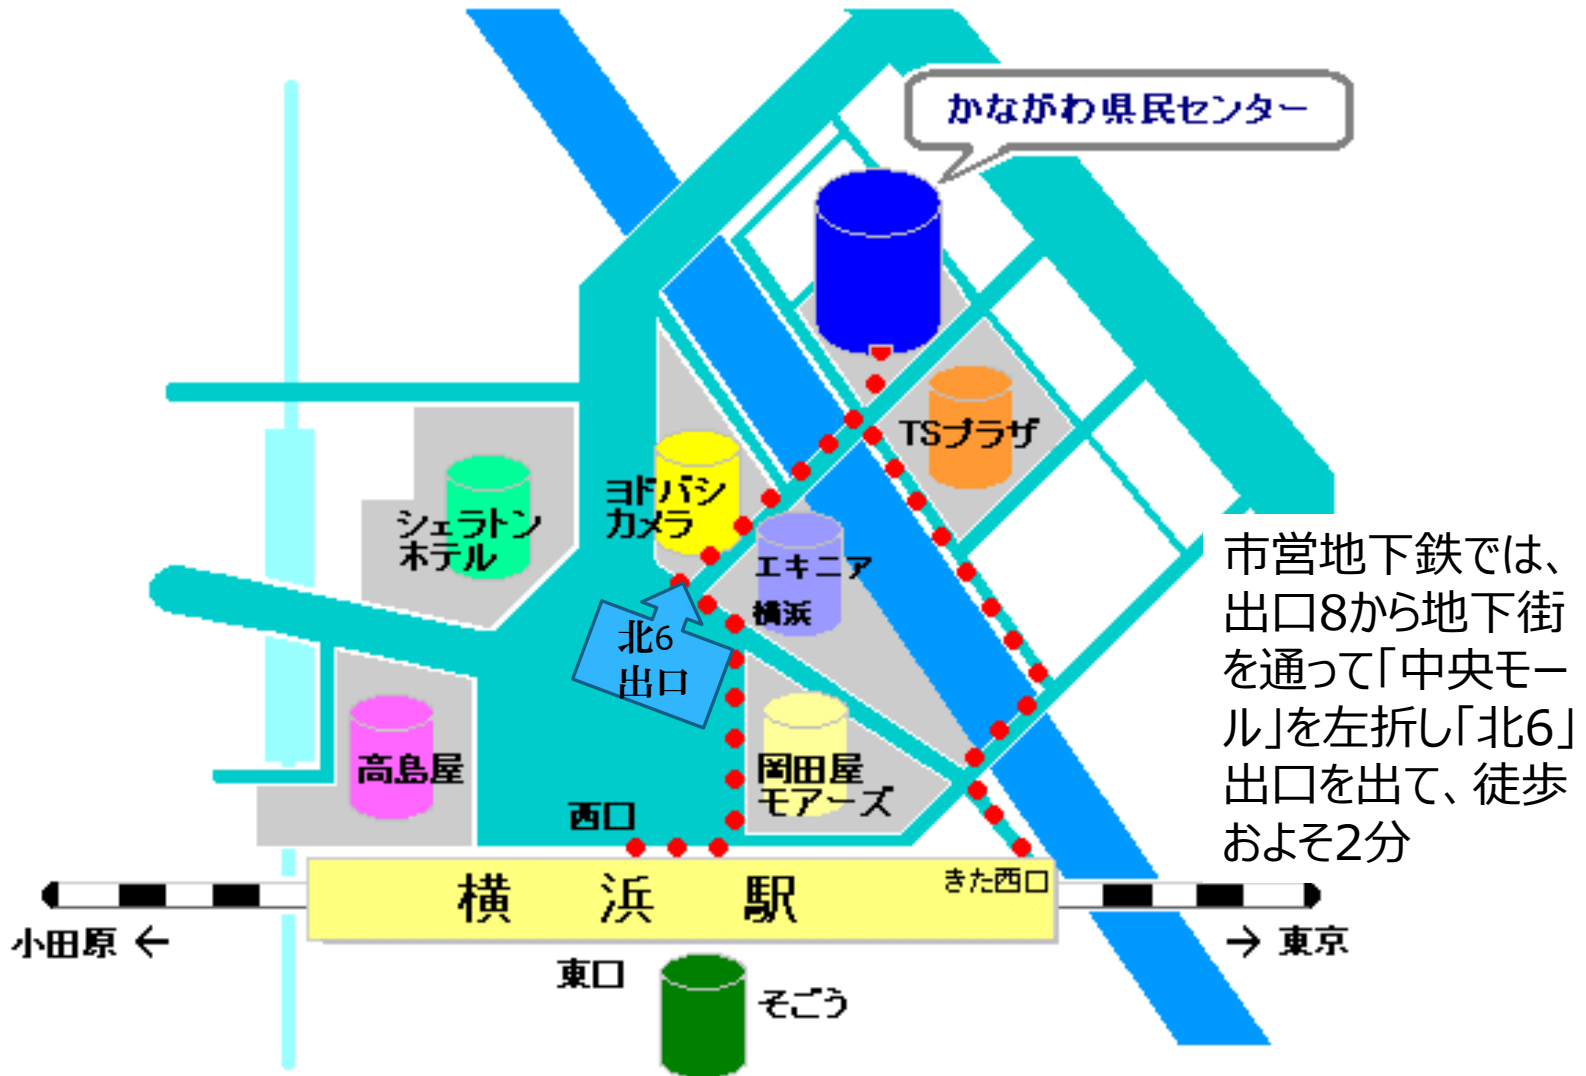 かながわ県民センター
TSプラザ
ヨドバシ
カメラ
シェラトン
ホテル
エキニア
横浜
北6
出口
市営地下鉄では、
出口8から地下街
を通って「中央モー
ル」を左折し「北6」
出口を出て、徒歩
およそ2分
高島屋
岡田屋
モアーズ
西口
横浜駅
きた西口
小田原 ←
→ 東京
東口
そごう